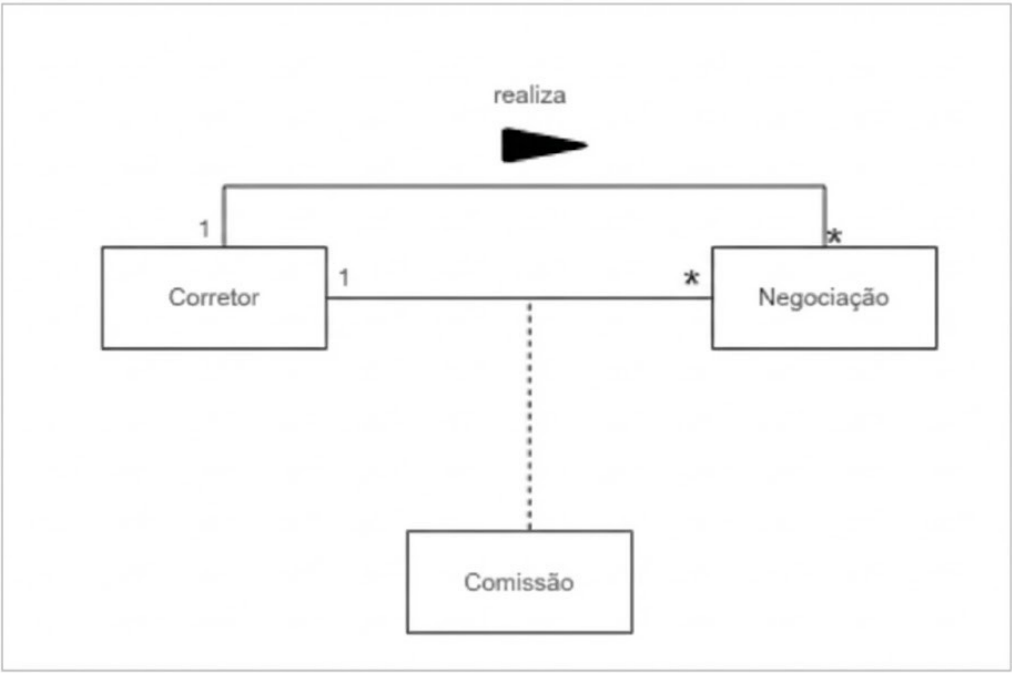 realiza
1
*
1
*
Corretor
Negociação
Comissão